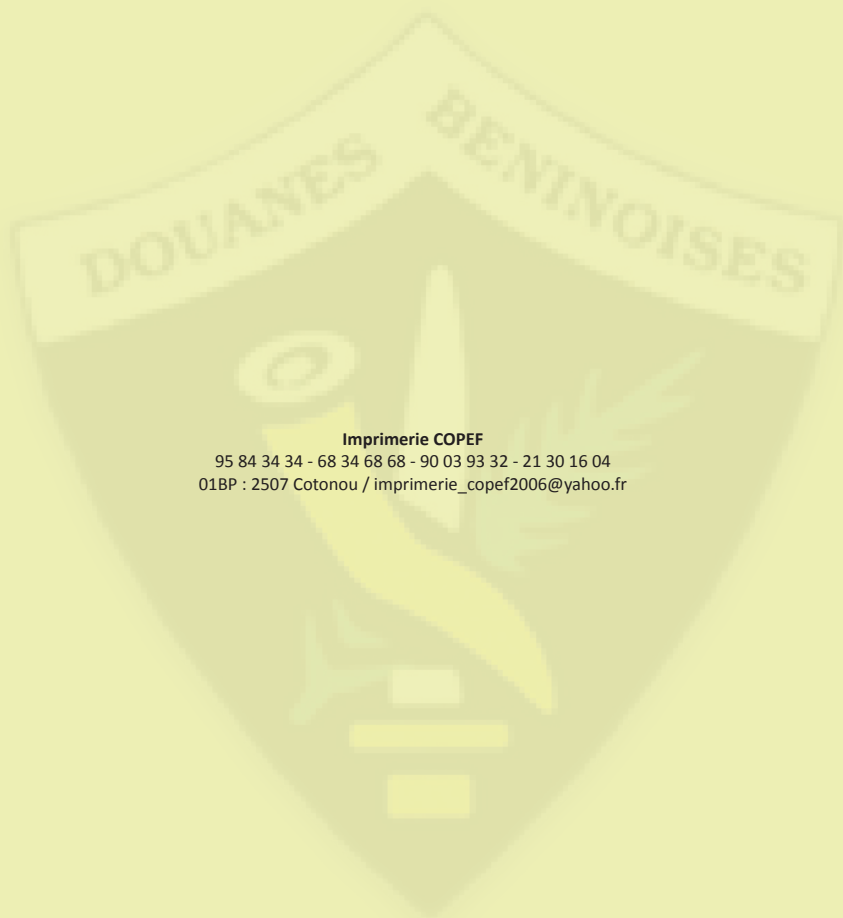 DOUANES BENINOISES
Imprimerie COPEF
95 84 34 34 - 68 34 68 68 - 90 03 93 32 - 21 30 16 04
01BP : 2507 Cotonou / imprimerie_copef2006@yahoo.fr